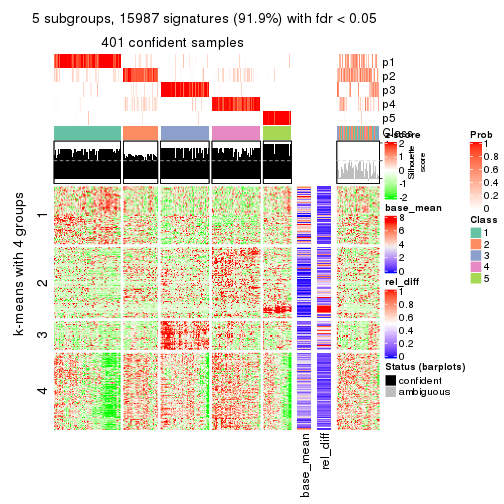 5 subgroups, 15987 signatures (91.9%) with fdr < 0.05
401 confident samples
p1
p2
p3
p4
p5
Class
z-score
2
1
0
-1
-2
Silhouette score
Prob
1
0.8
0.6
0.4
0.2
0
base_mean
8
6
4
2
0
Class
1
2
3
4
5
rel_diff
1
0.8
0.6
0.4
0.2
0
Status (barplots)
confident
ambiguous
k-means with 4 groups
1
2
3
4
base_mean
rel_diff